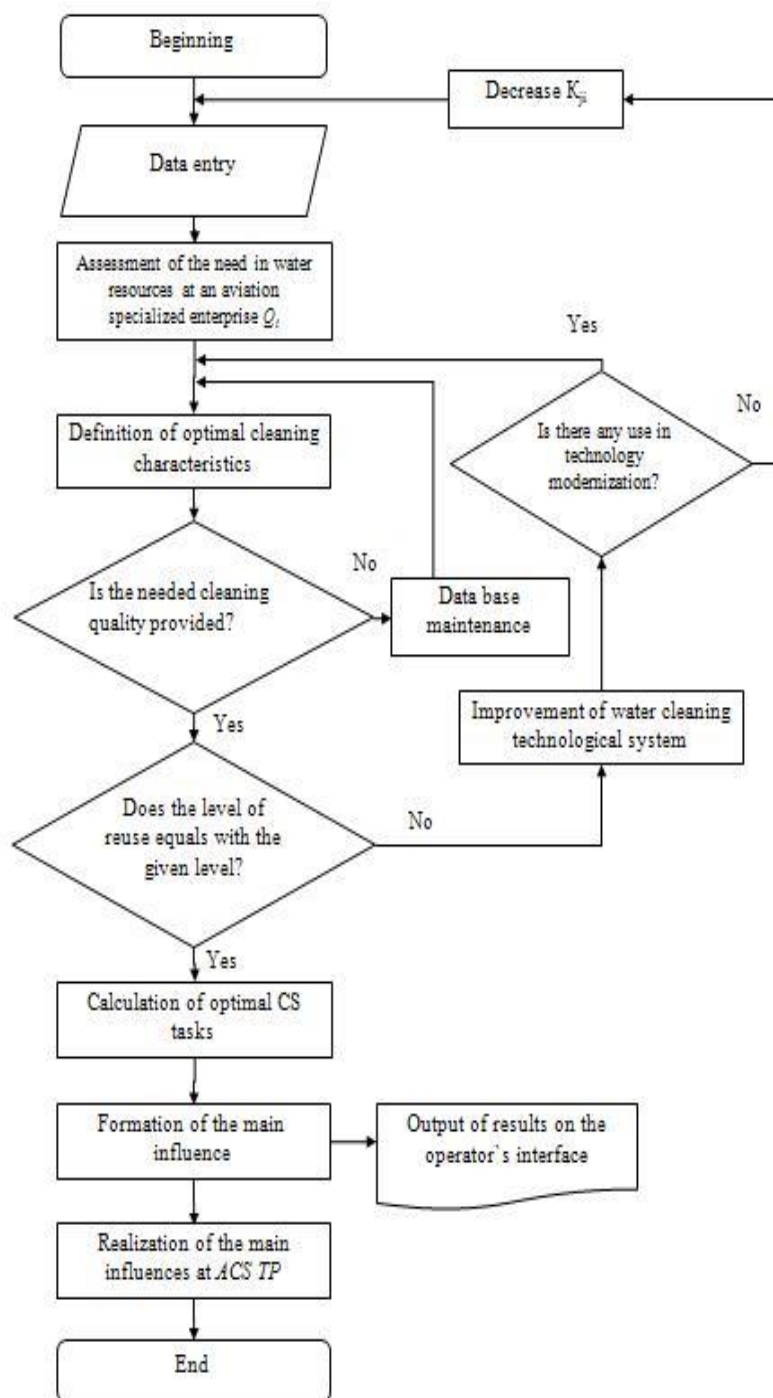 Beginning
Decrease Kji
Data entry
Assessment of the need in water
resources at an aviation
specialized enterprise Qi
Yes
No
Definition of optimal cleaning
characteristics
Is there any use in
technology
modernization?
No
Is the needed cleaning
quality provided?
Data base
maintenance
Yes
Improvement of water cleaning
technological system
Does the level of
reuse equals with the
given level?
No
Yes
Calculation of optimal CS
tasks
Formation of the main
influence
Output of results on the
operator`s interface
Realization of the main
influences at ACS TP
End